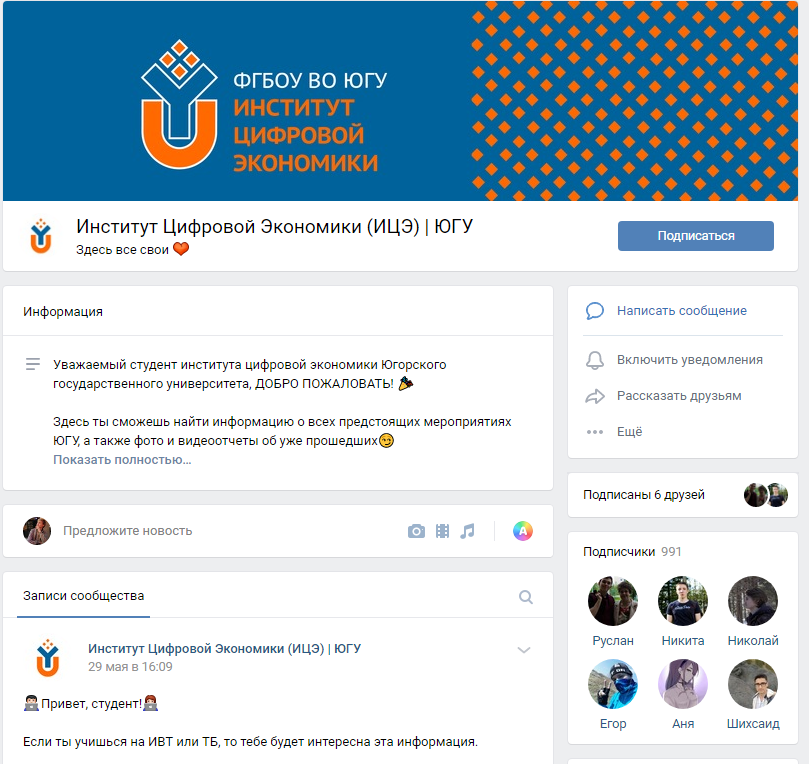 ФГБОУ ВО ЮГУ
ИНСТИТУТ
ЦИФРОВОЙ
ЭКОНОМИКИ
Институт Цифровой Экономики (ИЦЭ) | ЮГУ
Здесь все свои ❤
Подписаться
Информация
Уважаемый студент института цифровой экономики Югорского
государственного университета, ДОБРО ПОЖАЛОВАТЬ! 🎉
Здесь ты сможешь найти информацию о всех предстоящих мероприятиях
ЮГУ, а также фото и видеоотчеты об уже прошедших😏
Показать полностью…
Предложите новость
Записи сообщества
Институт Цифровой Экономики (ИЦЭ) | ЮГУ
29 мая в 16:09
👨🏻‍💻Привет, студент!👩🏻‍💻
Если ты учишься на ИВТ или ТБ, то тебе будет интересна эта информация.
Написать сообщение
Включить уведомления
Рассказать друзьям
Ещё
Подписаны 6 друзей
Подписчики 991
Руслан
Никита
Николай
Егор
Аня
Шихсаид